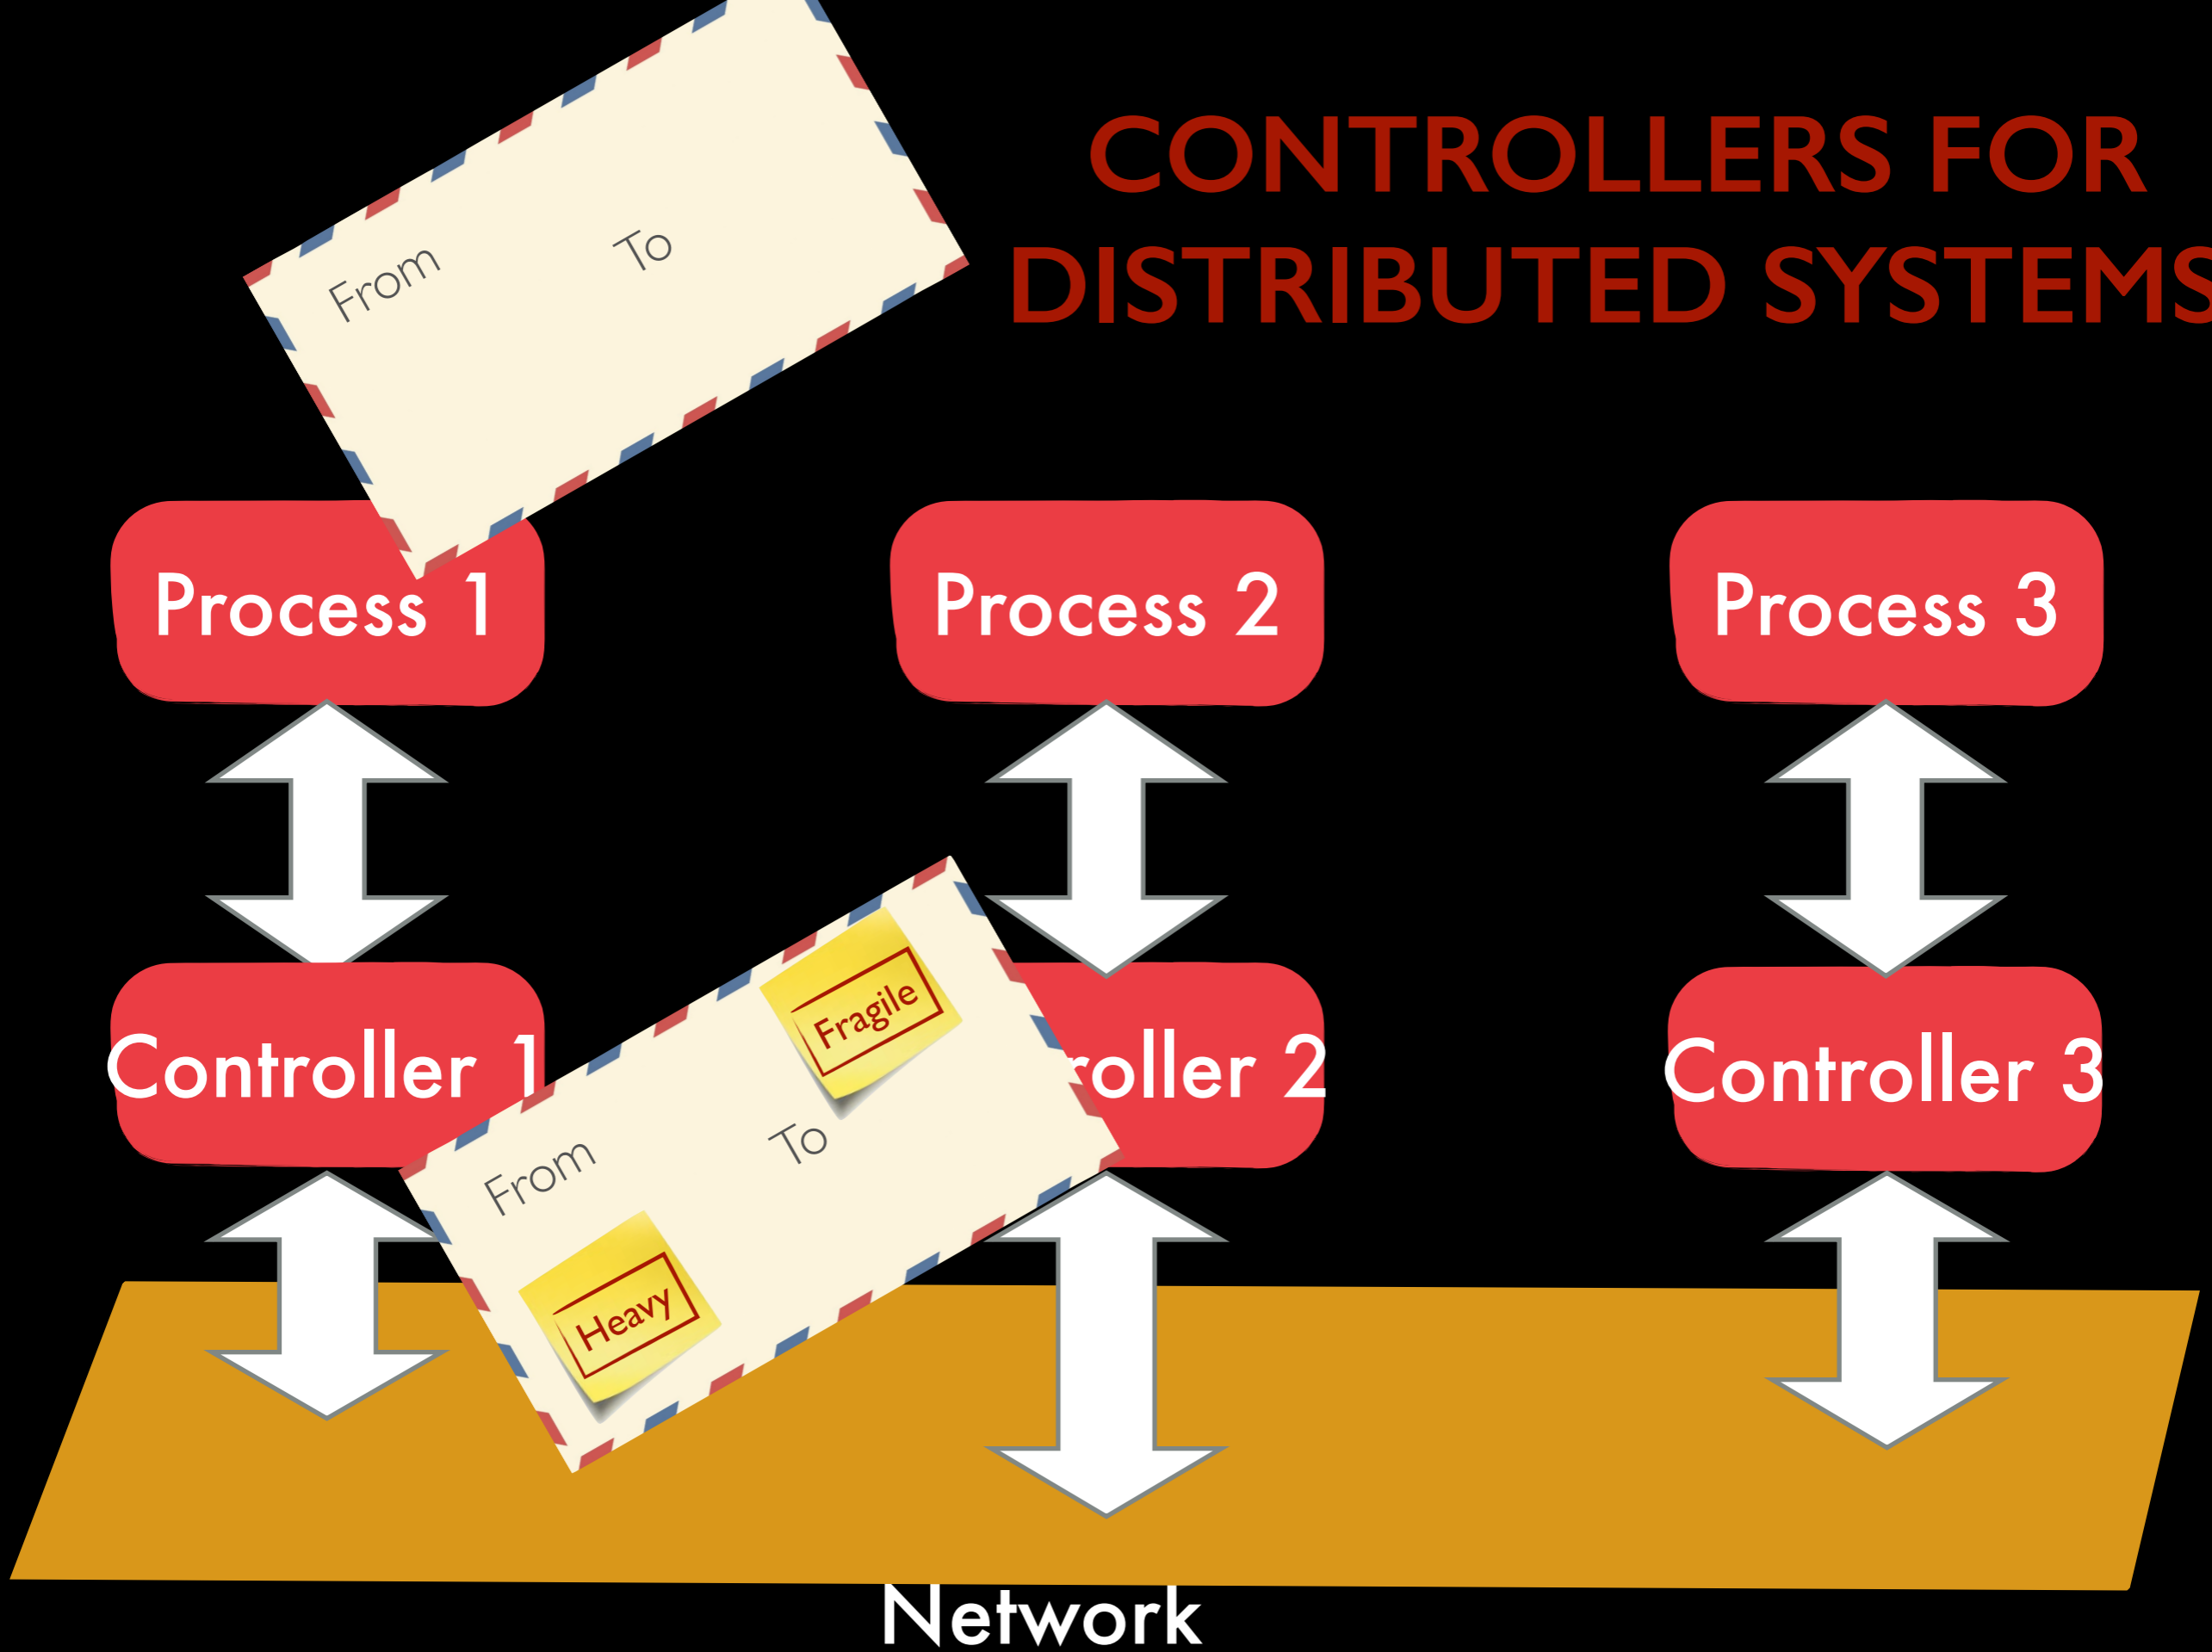 CONTROLLERS FOR
DISTRIBUTED SYSTEMS
From To
Process 1
Process 2
Process 3
Controller 1
roller 2
Controller 3
Fragile
From To
Heavy
Network